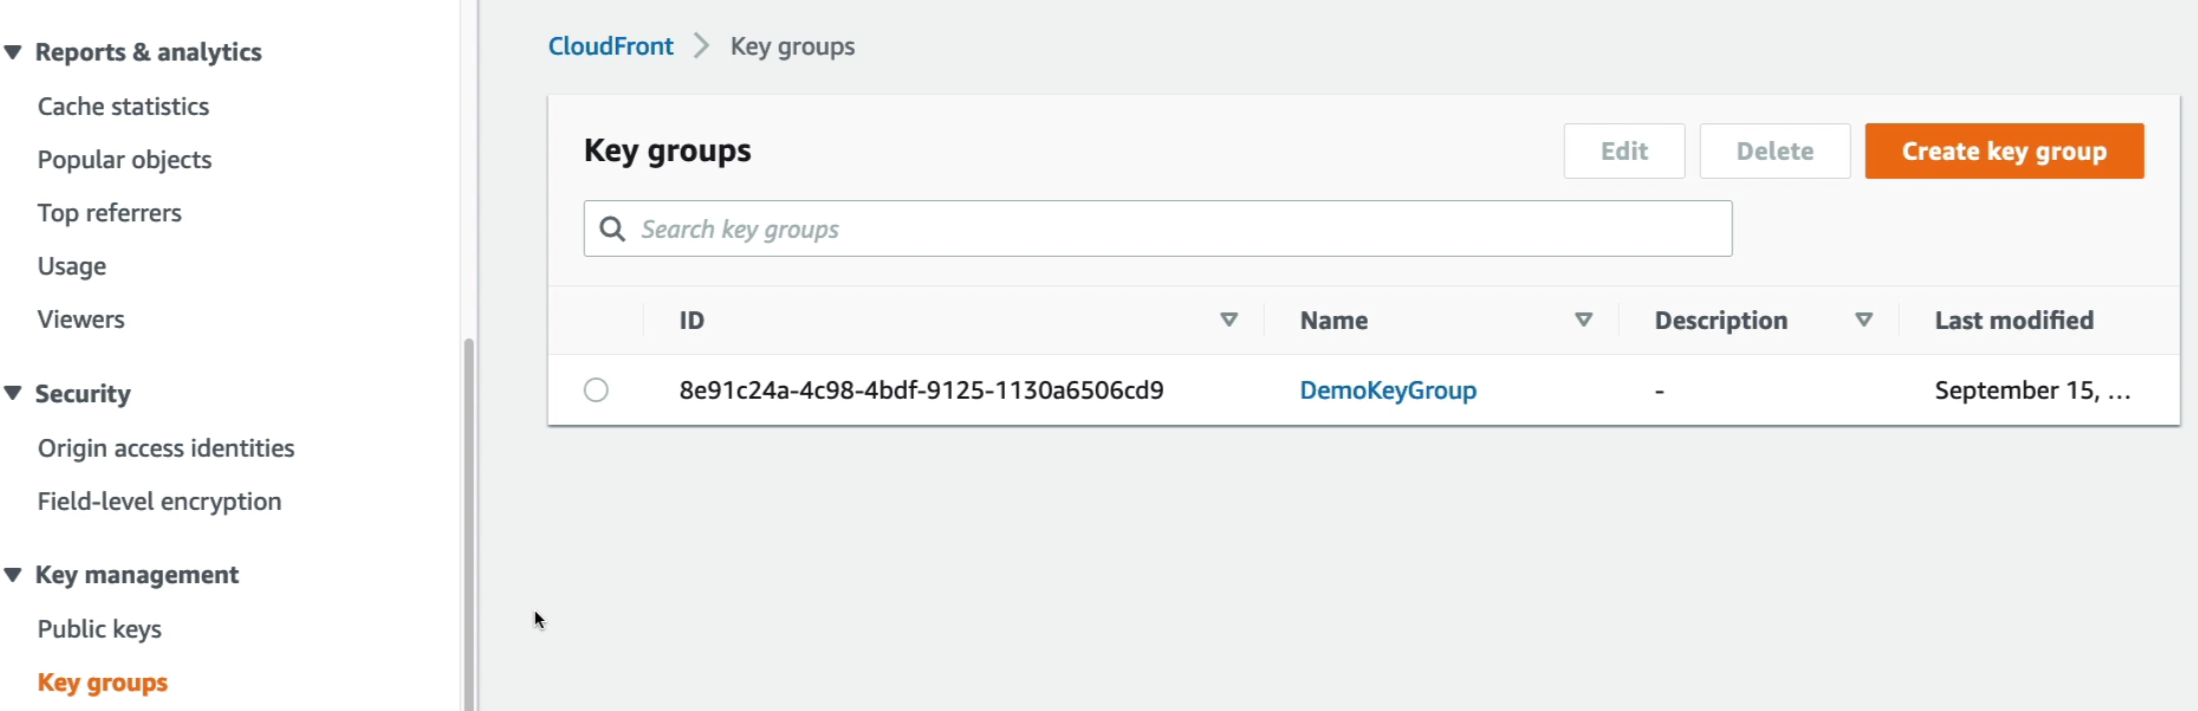 Reports & analytics
Cache statistics
Popular objects
Top referrers
Usage
Viewers
Security
Origin access identities
Field-level encryption
Key management
Public keys
Key groups
CloudFront > Key groups
Key groups
Edit Delete Create key group
Search key groups
ID Name Description Last modified
8e91c24a-4c98-4bdf-9125-1130a6506cd9 DemoKeyGroup - September 15, ...